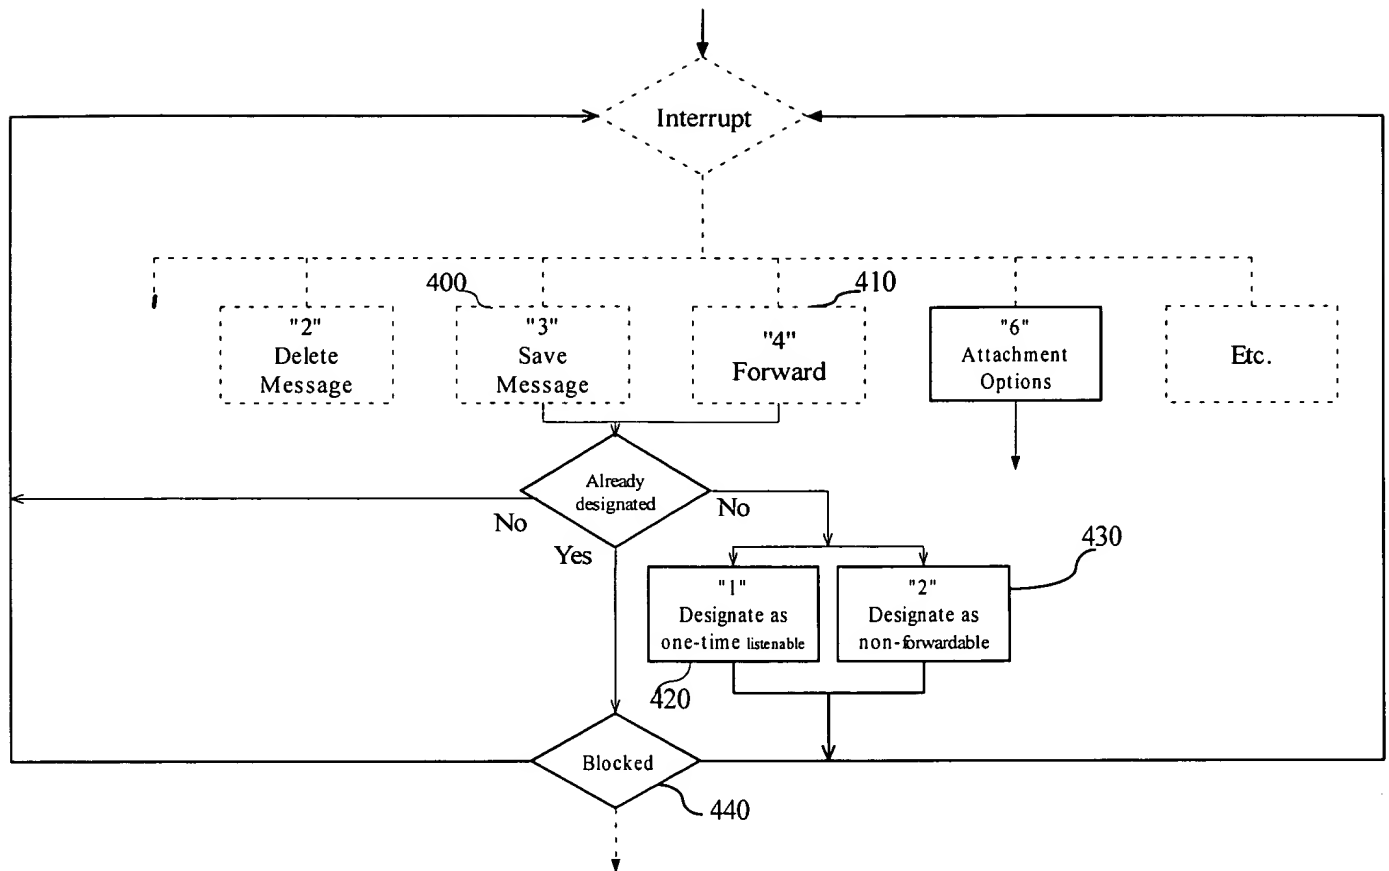 Interrupt
400
410
"2"
Delete
Message
"3"
Save
Message
"4"
Forward
"6"
Attachment
Options
Etc.
Already
designated
No
No
Yes
430
"1"
Designate as
one-time listenable
"2"
Designate as
non-forwardable
420
Blocked
440